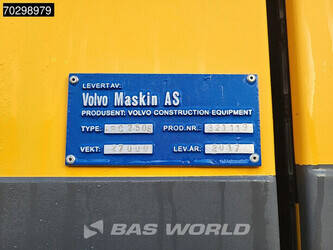 70298979
LEVERT AV:
Volvo Maskin AS
PRODUSENT: VOLVO CONSTRUCTION EQUIPMENT
TYPE: PROD.NR.:
VEKT: 27000 LEV.ÅR: 2017
BAS WORLD